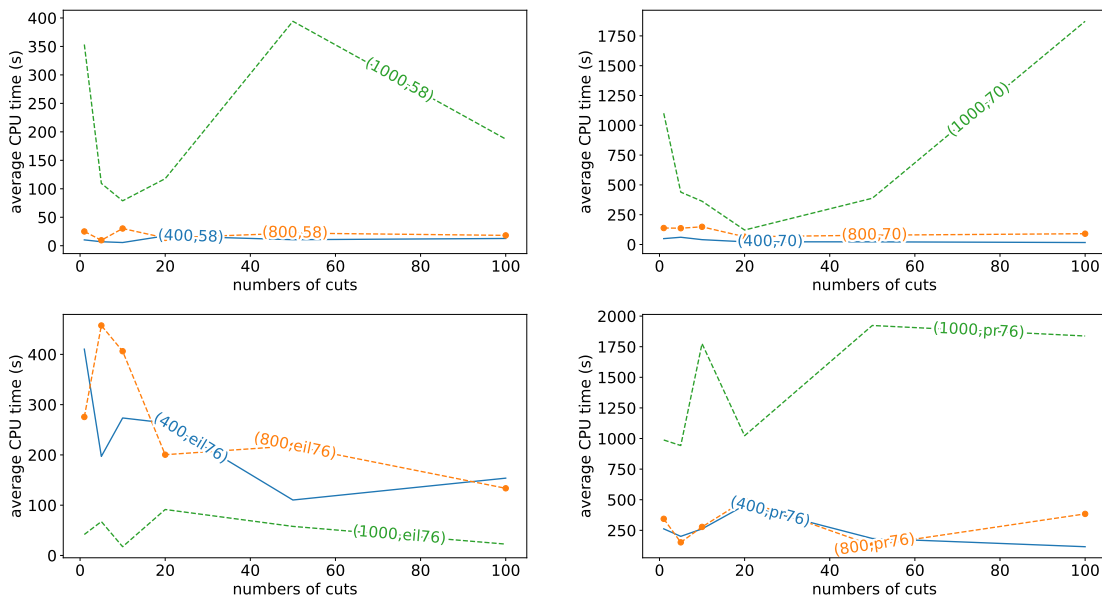 400
350
300
250
200
150
100
50
0
average CPU time (s)
(1000,58)
(400,58)
(800,58)
0 20 40 60 80 100
numbers of cuts
1750
1500
1250
1000
750
500
250
0
average CPU time (s)
(1000,70)
(400,70)
(800,70)
0 20 40 60 80 100
numbers of cuts
400
300
200
100
0
average CPU time (s)
(400,eil76)
(800,eil76)
(1000,eil76)
0 20 40 60 80 100
numbers of cuts
2000
1750
1500
1250
1000
750
500
250
average CPU time (s)
(1000,pr76)
(400,pr76)
(800,pr76)
0 20 40 60 80 100
numbers of cuts